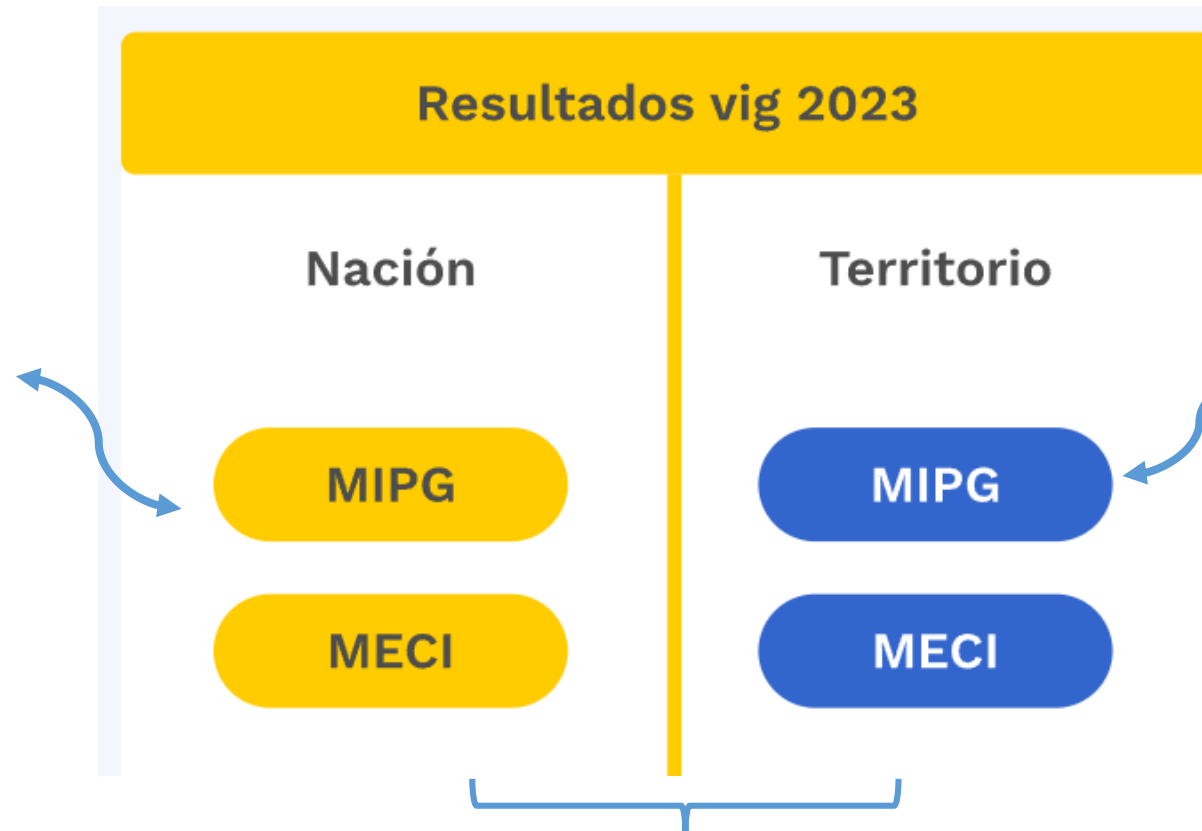 Resultados vig 2023
Nación
Territorio
MIPG
MIPG
MECI
MECI